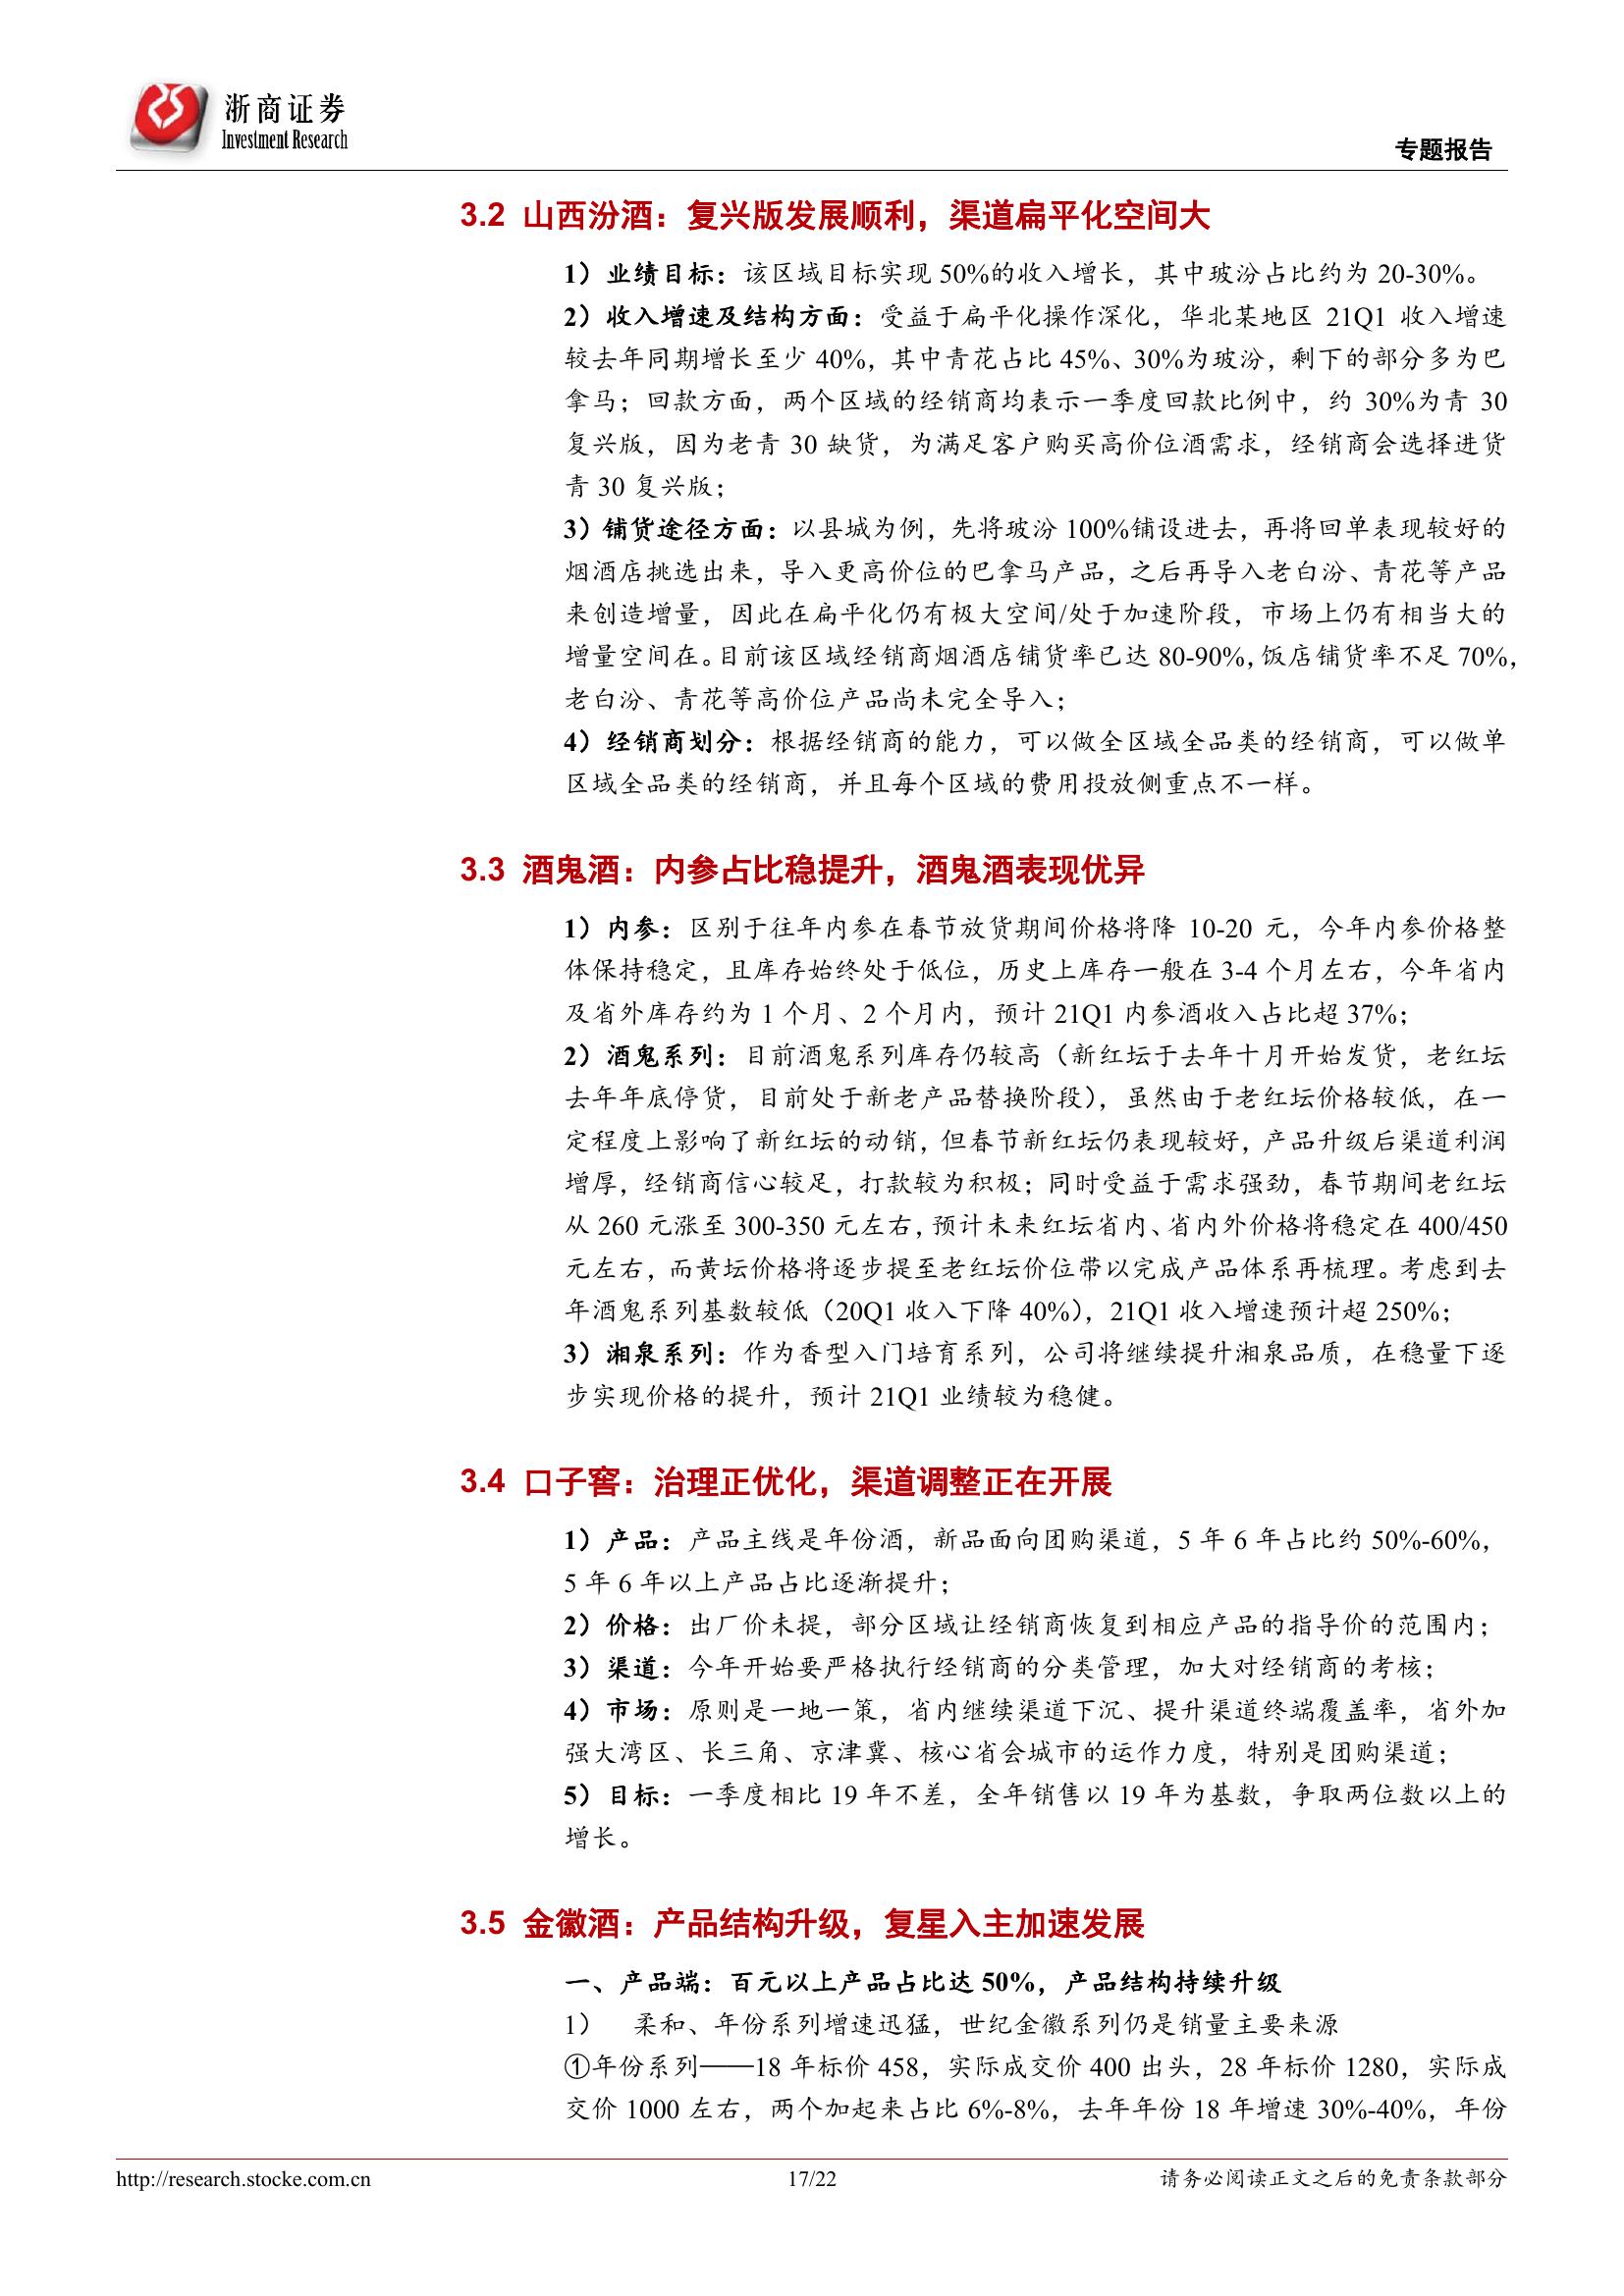 浙商证券
Investment Research
专题报告
3.2 山西汾酒：复兴版发展顺利，渠道扁平化空间大
1）业绩目标：该区域目标实现 50%的收入增长，其中玻汾占比约为 20-30%。
2）收入增速及结构方面：受益于扁平化操作深化，华北某地区 21Q1 收入增速
较去年同期增长至少 40%，其中青花占比 45%、30%为玻汾，剩下的部分多为巴
拿马；回款方面，两个区域的经销商均表示一季度回款比例中，约 30%为青 30
复兴版，因为老青 30 缺货，为满足客户购买高价位酒需求，经销商会选择进货
青 30 复兴版；
3）铺货途径方面：以县城为例，先将玻汾 100%铺设进去，再将回单表现较好的
烟酒店挑选出来，导入更高价位的巴拿马产品，之后再导入老白汾、青花等产品
来创造增量，因此在扁平化仍有极大空间/处于加速阶段，市场上仍有相当大的
增量空间在。目前该区域经销商烟酒店铺货率已达 80-90%，饭店铺货率不足 70%，
老白汾、青花等高价位产品尚未完全导入；
4）经销商划分：根据经销商的能力，可以做全区域全品类的经销商，可以做单
区域全品类的经销商，并且每个区域的费用投放侧重点不一样。
3.3 酒鬼酒：内参占比稳提升，酒鬼酒表现优异
1）内参：区别于往年内参在春节放货期间价格将降 10-20 元，今年内参价格整
体保持稳定，且库存始终处于低位，历史上库存一般在 3-4 个月左右，今年省内
及省外库存约为 1 个月、2 个月内，预计 21Q1 内参酒收入占比超 37%；
2）酒鬼系列：目前酒鬼系列库存仍较高（新红坛于去年十月开始发货，老红坛
去年年底停货，目前处于新老产品替换阶段），虽然由于老红坛价格较低，在一
定程度上影响了新红坛的动销，但春节新红坛仍表现较好，产品升级后渠道利润
增厚，经销商信心较足，打款较为积极；同时受益于需求强劲，春节期间老红坛
从 260 元涨至 300-350 元左右，预计未来红坛省内、省内外价格将稳定在 400/450
元左右，而黄坛价格将逐步提至老红坛价位带以完成产品体系再梳理。考虑到去
年酒鬼系列基数较低（20Q1 收入下降 40%），21Q1 收入增速预计超 250%；
3）湘泉系列：作为香型入门培育系列，公司将继续提升湘泉品质，在稳量下逐
步实现价格的提升，预计 21Q1 业绩较为稳健。
3.4 口子窖：治理正优化，渠道调整正在开展
1）产品：产品主线是年份酒，新品面向团购渠道，5 年 6 年占比约 50%-60%，
5 年 6 年以上产品占比逐渐提升；
2）价格：出厂价未提，部分区域让经销商恢复到相应产品的指导价的范围内；
3）渠道：今年开始要严格执行经销商的分类管理，加大对经销商的考核；
4）市场：原则是一地一策，省内继续渠道下沉、提升渠道终端覆盖率，省外加
强大湾区、长三角、京津冀、核心省会城市的运作力度，特别是团购渠道；
5）目标：一季度相比 19 年不差，全年销售以 19 年为基数，争取两位数以上的
增长。
3.5 金徽酒：产品结构升级，复星入主加速发展
一、产品端：百元以上产品占比达 50%，产品结构持续升级
1） 柔和、年份系列增速迅猛，世纪金徽系列仍是销量主要来源
①年份系列——18 年标价 458，实际成交价 400 出头，28 年标价 1280，实际成
交价 1000 左右，两个加起来占比 6%-8%，去年年份 18 年增速 30%-40%，年份
http://research.stocke.com.cn
17/22
请务必阅读正文之后的免责条款部分